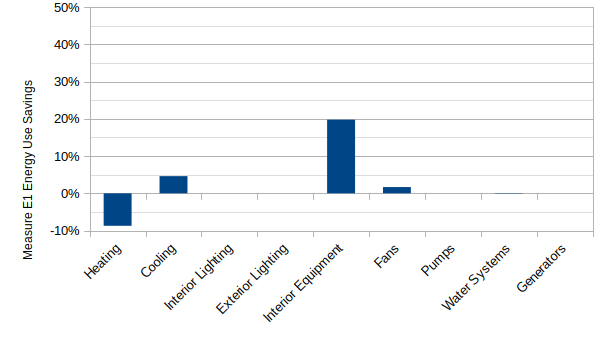 50%
40%
30%
20%
10%
0%
-10%
Measure E1 Energy Use Savings
Heating
Cooling
Interior Lighting
Exterior Lighting
Interior Equipment
Fans
Pumps
Water Systems
Generators